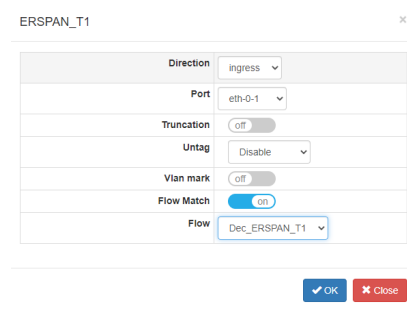 ERSPAN_T1 ×
Direction ingress
Port eth-0-1
Truncation off
Untag Disable
Vlan mark off
Flow Match on
Flow Dec_ERSPAN_T1
OK Close